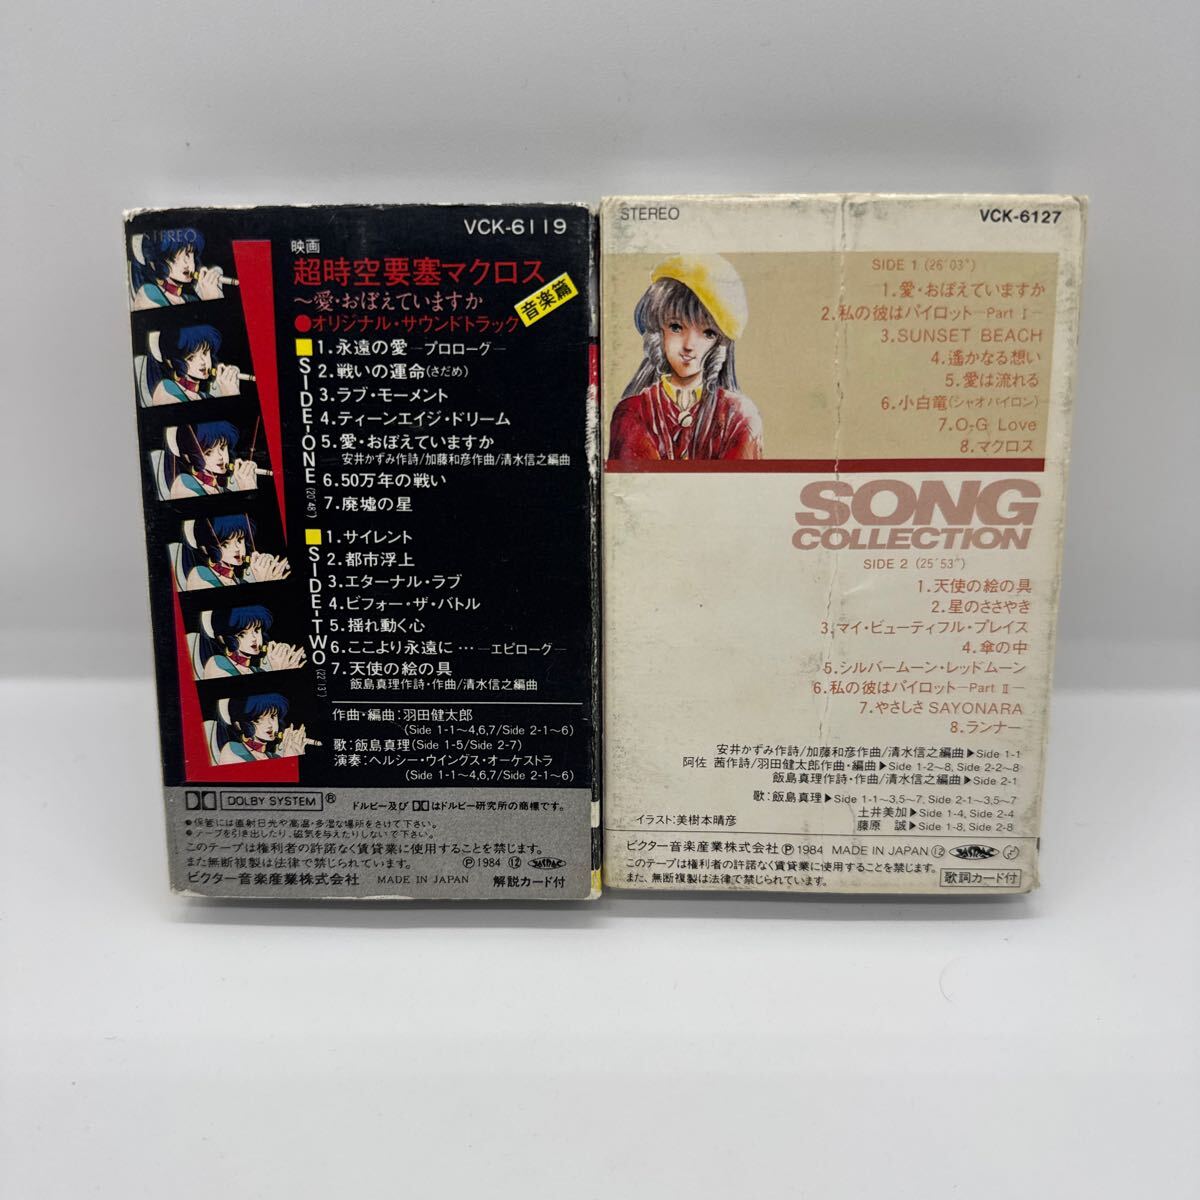 STEREO
VCK-6119
映画
超時空要塞マクロス
〜愛・おぼえていますか
音楽篇
●オリジナル・サウンドトラック
SIDE・ONE (20′48″)
1. 永遠の愛 —プロローグ—
2. 戦いの運命(さだめ)
3. ラブ・モーメント
4. ティーンエイジ・ドリーム
5. 愛・おぼえていますか
安井かずみ作詩/加藤和彦作曲/清水信之編曲
6. 50万年の戦い
7. 廃墟の星
SIDE・TWO (22′13″)
1. サイレント
2. 都市浮上
3. エターナル・ラブ
4. ビフォー・ザ・バトル
5. 揺れ動く心
6. ここより永遠に… —エピローグ—
7. 天使の絵の具
飯島真理作詩・作曲/清水信之編曲
作曲・編曲：羽田健太郎
(Side 1-1〜4,6,7/Side 2-1〜6)
歌：飯島真理(Side 1-5/Side 2-7)
演奏：ヘルシー・ウイングス・オーケストラ
(Side 1-1〜4,6,7/Side 2-1〜6)
DOLBY SYSTEM ®
ドルビー及び はドルビー研究所の商標です。
●保管には直射日光や高温・多湿な場所をさけて下さい。
●テープを引き出したり、磁気を与えたりしないで下さい。
このテープは権利者の許諾なく賃貸業に使用することを禁じます。
また無断複製は法律で禁じられています。
Ⓟ1984 ⑫ JASRAC
ビクター音楽産業株式会社 MADE IN JAPAN 解説カード付
STEREO
VCK-6127
SIDE 1 (26′03″)
1. 愛・おぼえていますか
2. 私の彼はパイロット—Part Ⅰ—
3. SUNSET BEACH
4. 遙かなる想い
5. 愛は流れる
6. 小白竜(シャオパイロン)
7. O-G Love
8. マクロス
SONG
COLLECTION
SIDE 2 (25′53″)
1. 天使の絵の具
2. 星のささやき
3. マイ・ビューティフル・プレイス
4. 傘の中
5. シルバームーン・レッドムーン
6. 私の彼はパイロット—Part Ⅱ—
7. やさしさ SAYONARA
8. ランナー
安井かずみ作詩/加藤和彦作曲/清水信之編曲▶Side 1-1
阿佐 茜作詩/羽田健太郎作曲・編曲▶Side 1-2〜8, Side 2-2〜8
飯島真理作詩・作曲/清水信之編曲▶Side 2-1
歌：飯島真理▶Side 1-1〜3,5〜7, Side 2-1〜3,5〜7
土井美加▶Side 1-4, Side 2-4
藤原 誠▶Side 1-8, Side 2-8
イラスト：美樹本晴彦
ビクター音楽産業株式会社 Ⓟ1984 MADE IN JAPAN ⑫ JASRAC
このテープは権利者の許諾なく賃貸業に使用することを禁じます。
また、無断複製は法律で禁じられています。
歌詞カード付